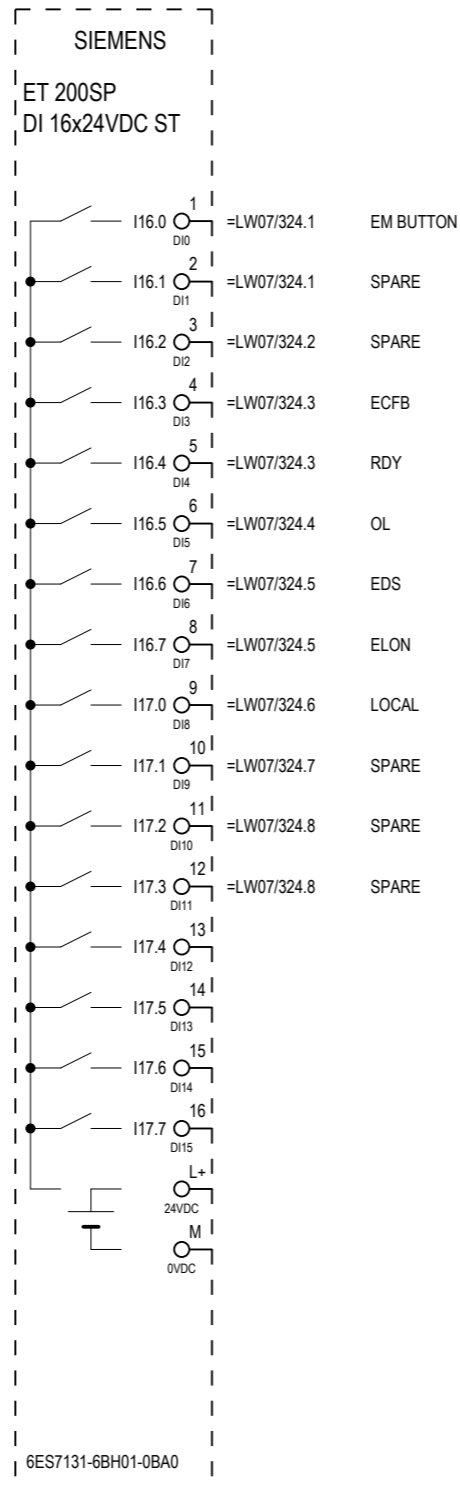 SIEMENS
ET 200SP
DI 16x24VDC ST
1
I16.0 =LW07/324.1 EM BUTTON
DI0
2
I16.1 =LW07/324.1 SPARE
DI1
3
I16.2 =LW07/324.2 SPARE
DI2
4
I16.3 =LW07/324.3 ECFB
DI3
5
I16.4 =LW07/324.3 RDY
DI4
6
I16.5 =LW07/324.4 OL
DI5
7
I16.6 =LW07/324.5 EDS
DI6
8
I16.7 =LW07/324.5 ELON
DI7
9
I17.0 =LW07/324.6 LOCAL
DI8
10
I17.1 =LW07/324.7 SPARE
DI9
11
I17.2 =LW07/324.8 SPARE
DI10
12
I17.3 =LW07/324.8 SPARE
DI11
13
I17.4
DI12
14
I17.5
DI13
15
I17.6
DI14
16
I17.7
DI15
L+
24VDC
M
0VDC
6ES7131-6BH01-0BA0